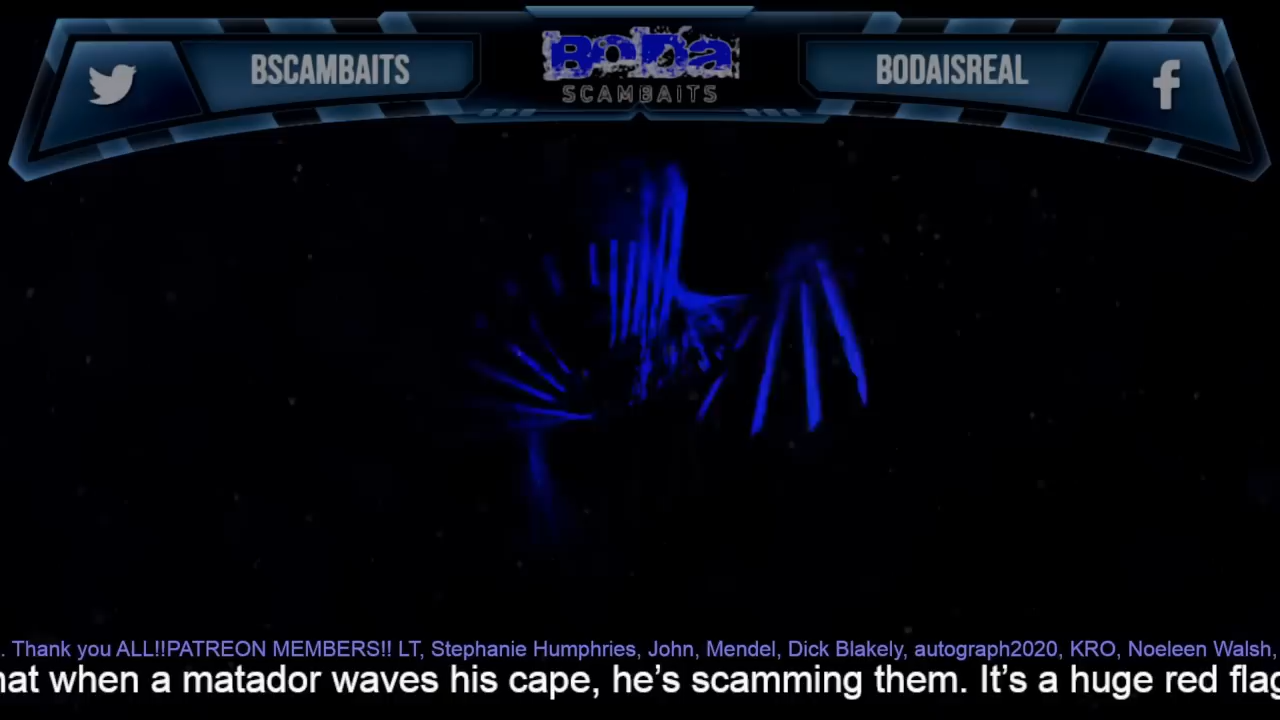 BSCAMBAITS
BODa
SCAMBAITS
BODAISREAL
. Thank you ALL!!PATREON MEMBERS!! LT, Stephanie Humphries, John, Mendel, Dick Blakely, autograph2020, KRO, Noeleen Walsh,
hat when a matador waves his cape, he’s scamming them. It’s a huge red flag